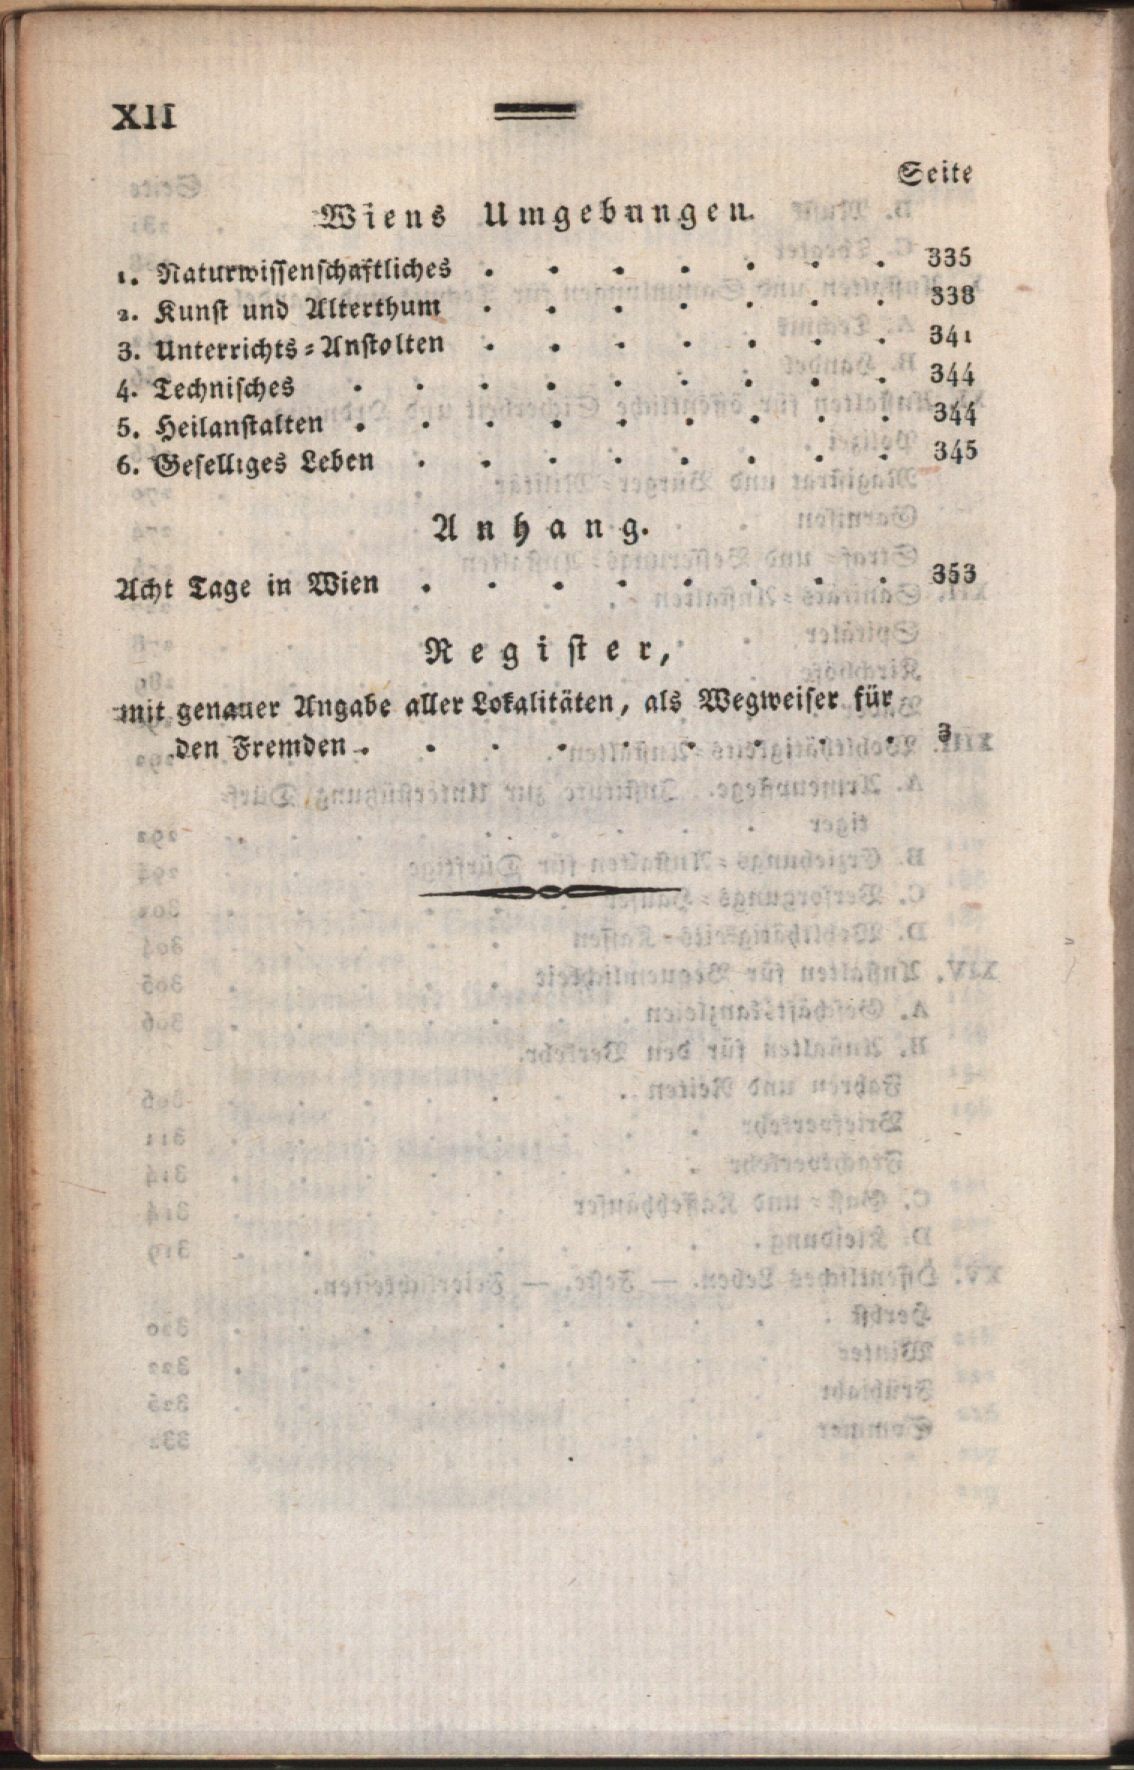 XII
Seite
Wiens Umgebungen.
1. Naturwissenschaftliches . . . . . . . 335
2. Kunst und Alterthum . . . . . . . 338
3. Unterrichts-Anstolten . . . . . . . 341
4. Technisches . . . . . . . . . 344
5. Heilanstalten . . . . . . . . . 344
6. Geselliges Leben . . . . . . . . 345
Anhang.
Acht Tage in Wien . . . . . . . . 353
Register,
mit genauer Angabe aller Lokalitäten, als Wegweiser für
den Fremden . . . . . . . . . 3